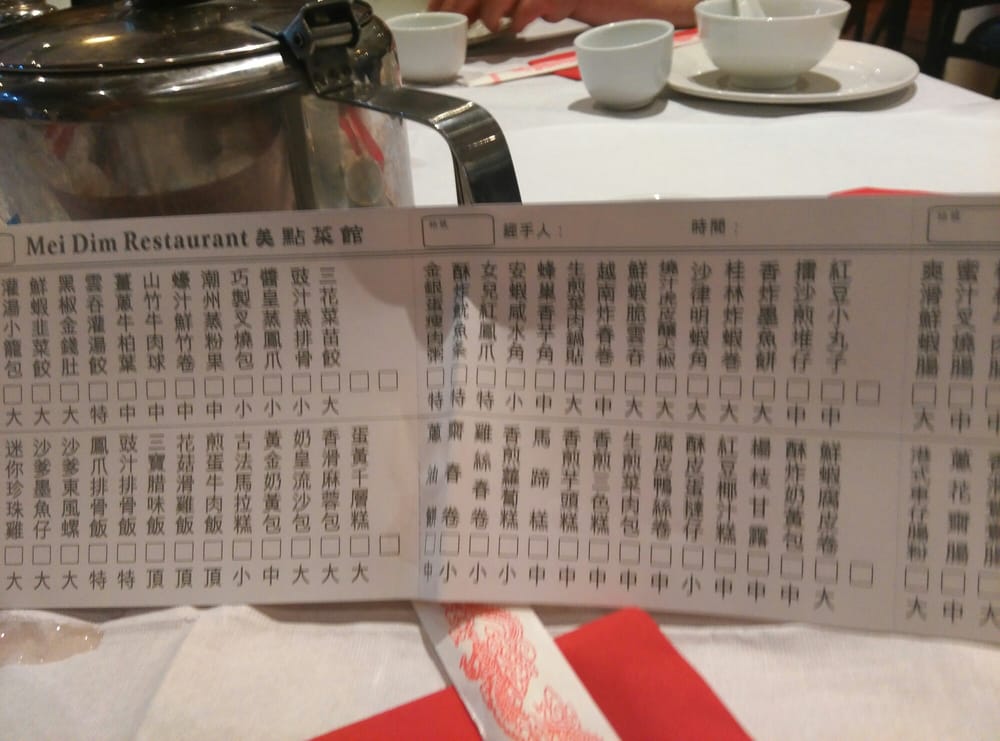 Mei Dim Restaurant 美點菜館
三花菜苗餃 大
豉汁蒸排骨 小
醬皇蒸鳳爪 小
巧製叉燒包 小
潮州蒸粉果 中
蠔汁鮮竹卷 中
山竹牛肉球 中
薑蔥牛柏葉 中
雲吞灌湯餃 特
黑椒金錢肚 大
鮮蝦韭菜餃 大
灌湯小籠包 大
蛋黃千層糕 大
香滑麻蓉包 大
奶皇流沙包 大
黃金奶黃包 中
古法馬拉糕 小
煎蛋牛肉飯 頂
花菇滑雞飯 頂
三寶腊味飯 頂
豉汁排骨飯 特
鳳爪排骨飯 特
沙爹東風螺 大
沙爹墨魚仔 大
迷你珍珠雞 大
經手人： 時間：
紅豆小丸子 中
擂沙煎堆仔 中
香炸墨魚餅 大
桂林炸蝦卷 大
沙律明蝦角 大
燒汁虎皮釀尖椒 大
鮮蝦脆雲吞 大
越南炸春卷 中
生煎菜肉鍋貼 大
蜂巢香芋角 中
安蝦咸水角 小
女兒紅鳳爪 特
特
特
鮮蝦腐皮卷 大
酥炸奶黃包 中
楊枝甘露 中
紅豆椰汁糕 中
酥皮蛋撻仔 小
腐皮鴨絲卷 中
生煎菜肉包 中
香煎三色糕 中
香煎芋頭糕 中
馬蹄糕 中
香煎蘿蔔糕 小
雞絲春卷 小
齋春卷 小
蔥油餅 中
蜜汁叉燒腸 中
爽滑鮮蝦腸 大
蔥花齋腸 中
港式車仔腸粉 大